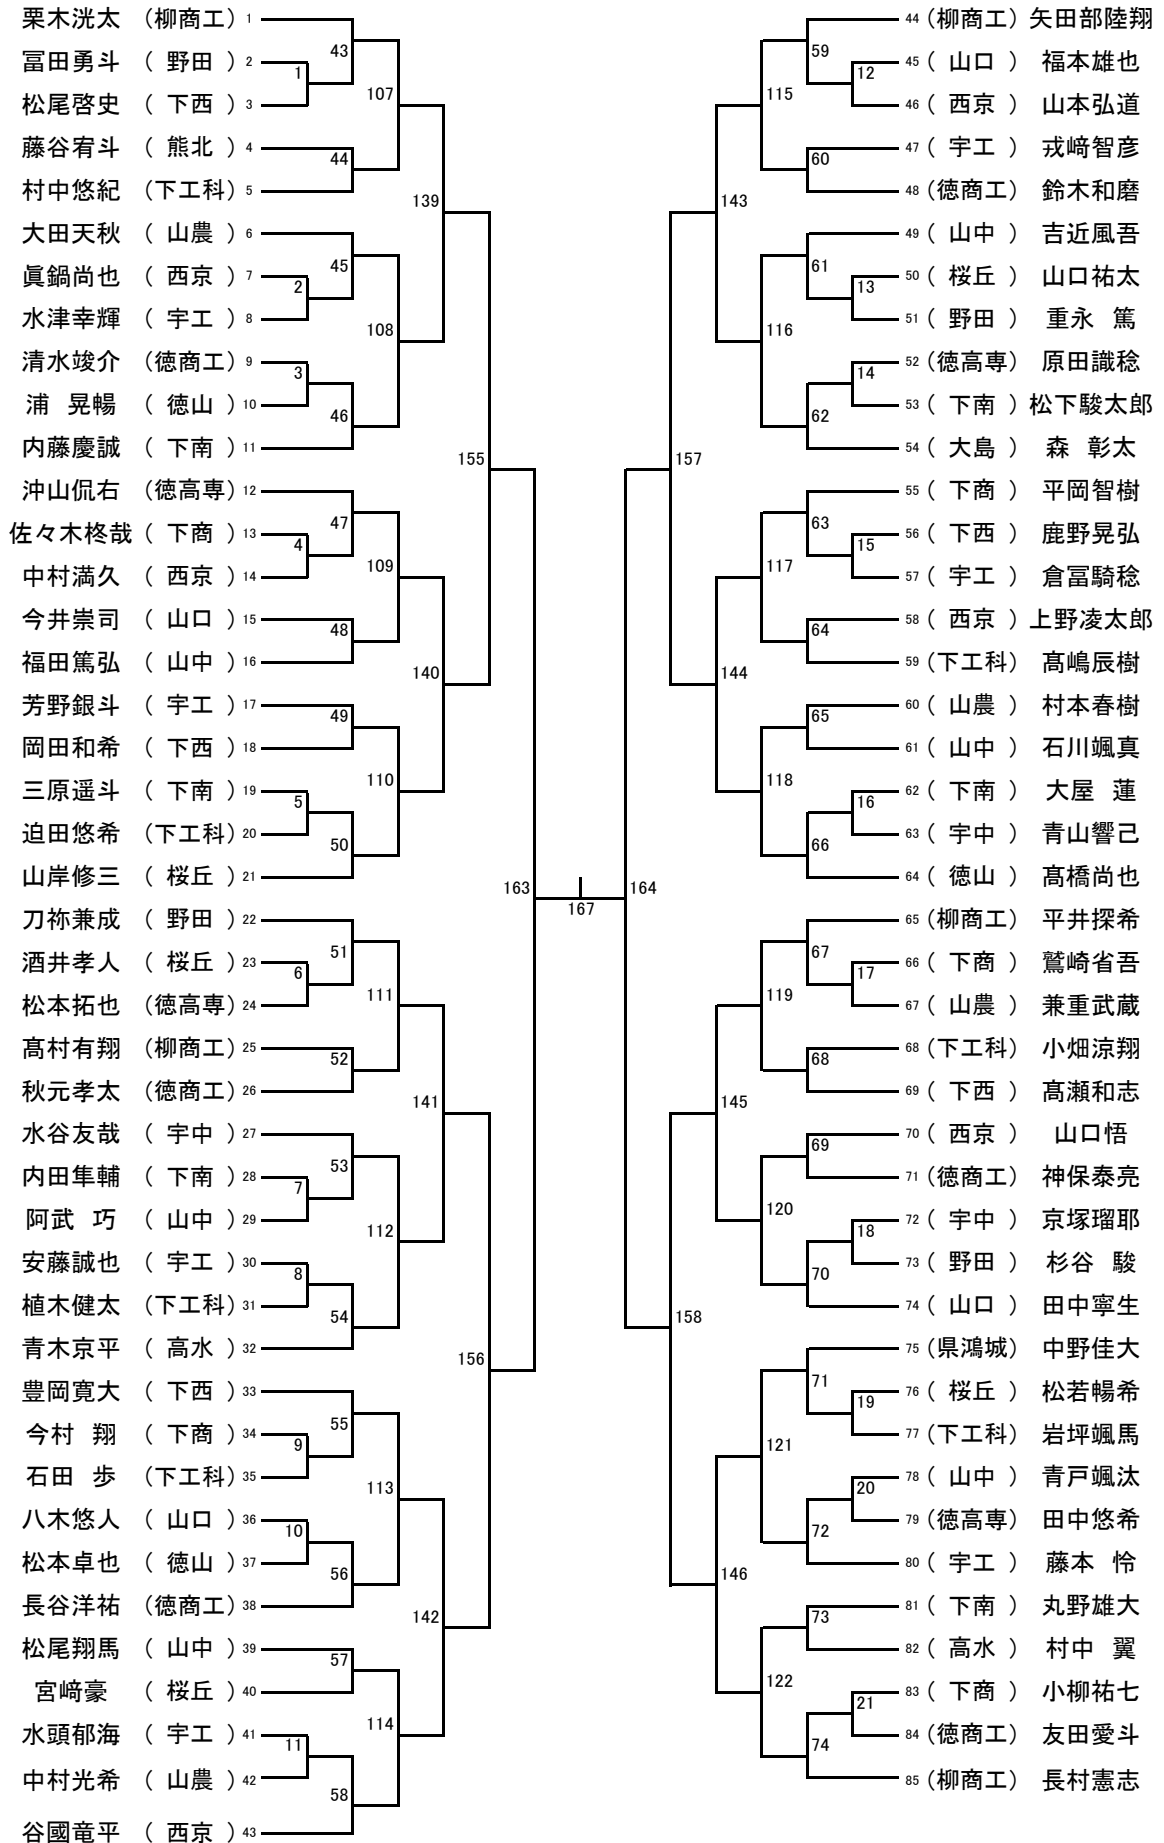 栗木洸太 （柳商工） 1
冨田勇斗 （ 野田 ） 2
松尾啓史 （ 下西 ） 3
藤谷宥斗 （ 熊北 ） 4
村中悠紀 （下工科） 5
大田天秋 （ 山農 ） 6
眞鍋尚也 （ 西京 ） 7
水津幸輝 （ 宇工 ） 8
清水竣介 （徳商工） 9
浦 晃暢 （ 徳山 ） 10
内藤慶誠 （ 下南 ） 11
沖山侃右 （徳高専） 12
佐々木柊哉 （ 下商 ） 13
中村満久 （ 西京 ） 14
今井崇司 （ 山口 ） 15
福田篤弘 （ 山中 ） 16
芳野銀斗 （ 宇工 ） 17
岡田和希 （ 下西 ） 18
三原遥斗 （ 下南 ） 19
迫田悠希 （下工科） 20
山岸修三 （ 桜丘 ） 21
刀祢兼成 （ 野田 ） 22
酒井孝人 （ 桜丘 ） 23
松本拓也 （徳高専） 24
髙村有翔 （柳商工） 25
秋元孝太 （徳商工） 26
水谷友哉 （ 宇中 ） 27
内田隼輔 （ 下南 ） 28
阿武 巧 （ 山中 ） 29
安藤誠也 （ 宇工 ） 30
植木健太 （下工科） 31
青木京平 （ 高水 ） 32
豊岡寛大 （ 下西 ） 33
今村 翔 （ 下商 ） 34
石田 歩 （下工科） 35
八木悠人 （ 山口 ） 36
松本卓也 （ 徳山 ） 37
長谷洋祐 （徳商工） 38
松尾翔馬 （ 山中 ） 39
宮﨑豪 （ 桜丘 ） 40
水頭郁海 （ 宇工 ） 41
中村光希 （ 山農 ） 42
谷國竜平 （ 西京 ） 43
1
2
3
4
5
6
7
8
9
10
11
43
44
45
46
47
48
49
50
51
52
53
54
55
56
57
58
107
108
109
110
111
112
113
114
139
140
141
142
155
156
163
167
164
157
158
143
144
145
146
115
116
117
118
119
120
121
122
59
60
61
62
63
64
65
66
67
68
69
70
71
72
73
74
12
13
14
15
16
17
18
19
20
21
44 （柳商工） 矢田部陸翔
45 （ 山口 ） 福本雄也
46 （ 西京 ） 山本弘道
47 （ 宇工 ） 戎﨑智彦
48 （徳商工） 鈴木和磨
49 （ 山中 ） 吉近風吾
50 （ 桜丘 ） 山口祐太
51 （ 野田 ） 重永 篤
52 （徳高専） 原田識稔
53 （ 下南 ） 松下駿太郎
54 （ 大島 ） 森 彰太
55 （ 下商 ） 平岡智樹
56 （ 下西 ） 鹿野晃弘
57 （ 宇工 ） 倉冨騎稔
58 （ 西京 ） 上野凌太郎
59 （下工科） 髙嶋辰樹
60 （ 山農 ） 村本春樹
61 （ 山中 ） 石川颯真
62 （ 下南 ） 大屋 蓮
63 （ 宇中 ） 青山響己
64 （ 徳山 ） 髙橋尚也
65 （柳商工） 平井探希
66 （ 下商 ） 鷲崎省吾
67 （ 山農 ） 兼重武蔵
68 （下工科） 小畑涼翔
69 （ 下西 ） 髙瀬和志
70 （ 西京 ） 山口悟
71 （徳商工） 神保泰亮
72 （ 宇中 ） 京塚瑠耶
73 （ 野田 ） 杉谷 駿
74 （ 山口 ） 田中寧生
75 （県鴻城） 中野佳大
76 （ 桜丘 ） 松若暢希
77 （下工科） 岩坪颯馬
78 （ 山中 ） 青戸颯汰
79 （徳高専） 田中悠希
80 （ 宇工 ） 藤本 怜
81 （ 下南 ） 丸野雄大
82 （ 高水 ） 村中 翼
83 （ 下商 ） 小柳祐七
84 （徳商工） 友田愛斗
85 （柳商工） 長村憲志